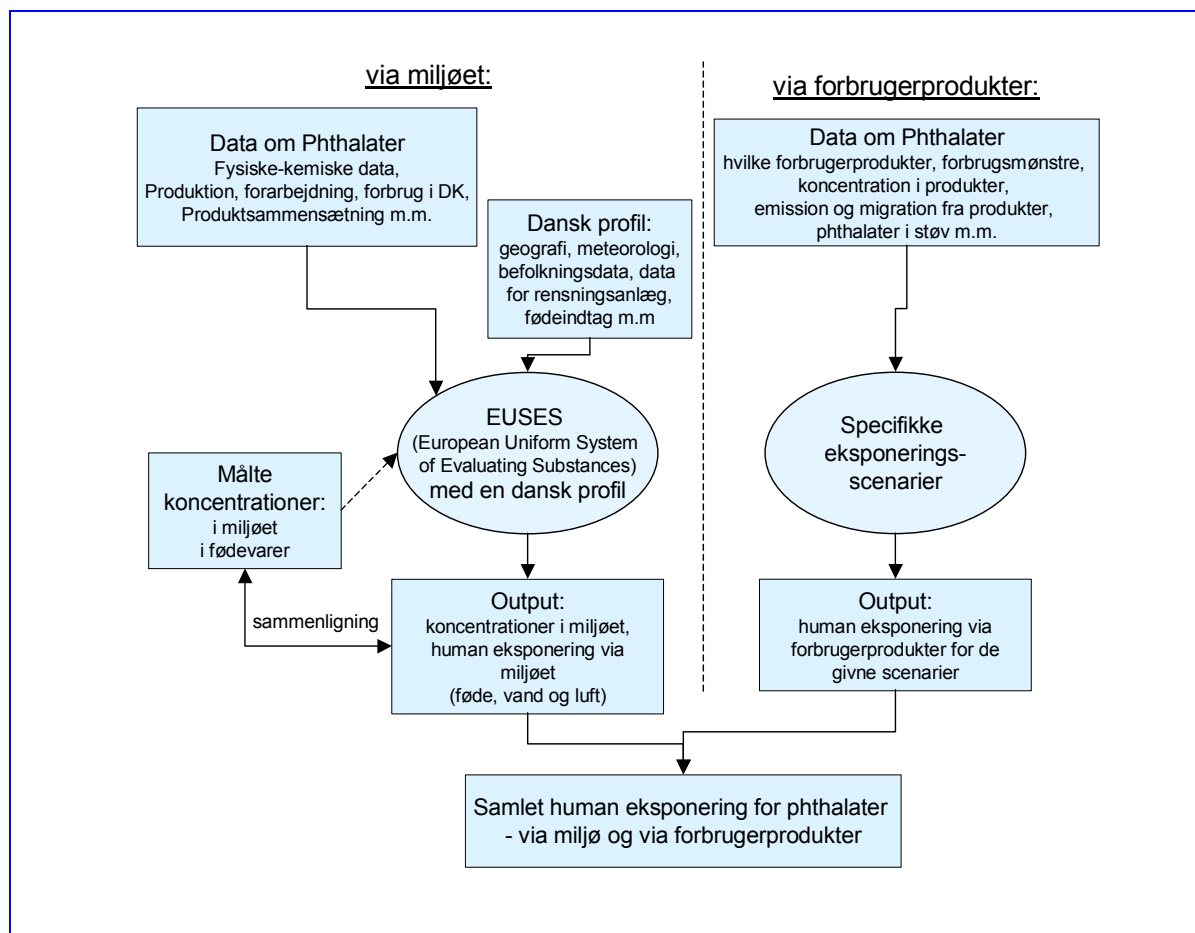 via miljøet:
Data om Phthalater
Fysiske-kemiske data,
Produktion, forarbejdning, forbrug i DK,
Produktsammensætning m.m.
Dansk profil:
geografi, meteorologi,
befolkningsdata, data
for rensningsanlæg,
fødeindtag m.m
EUSES
(European Uniform System
of Evaluating Substances)
med en dansk profil
Målte
koncentrationer:
i miljøet
i fødevarer
sammenligning
Output:
koncentrationer i miljøet,
human eksponering via
miljøet
(føde, vand og luft)
via forbrugerprodukter:
Data om Phthalater
hvilke forbrugerprodukter, forbrugsmønstre,
koncentration i produkter,
emission og migration fra produkter,
phthalater i støv m.m.
Specifikke
eksponerings-
scenarier
Output:
human eksponering via
forbrugerprodukter for de
givne scenarier
Samlet human eksponering for phthalater
- via miljø og via forbrugerprodukter